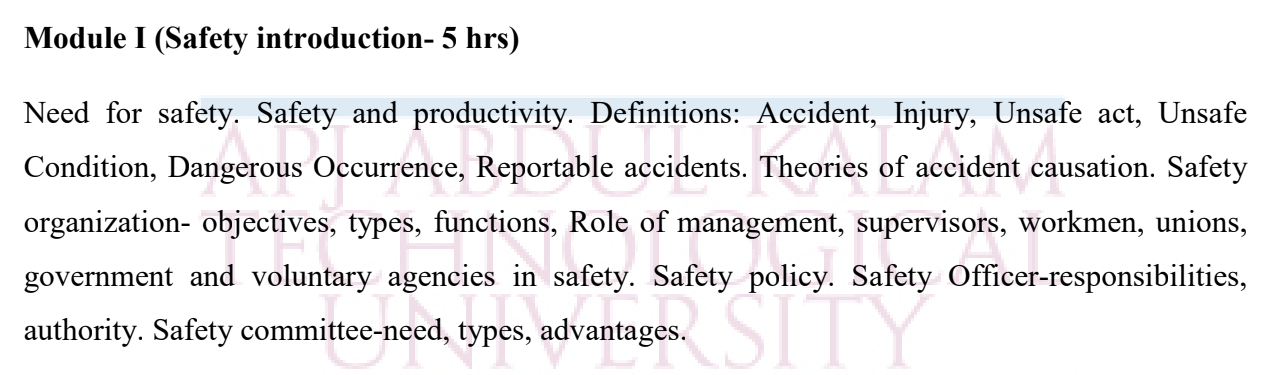 Module I (Safety introduction- 5 hrs)
Need for safety. Safety and productivity. Definitions: Accident, Injury, Unsafe act, Unsafe
Condition, Dangerous Occurrence, Reportable accidents. Theories of accident causation. Safety
organization- objectives, types, functions, Role of management, supervisors, workmen, unions,
government and voluntary agencies in safety. Safety policy. Safety Officer-responsibilities,
authority. Safety committee-need, types, advantages.
APJ ABDUL KALAM
TECHNOLOGICAL
UNIVERSITY